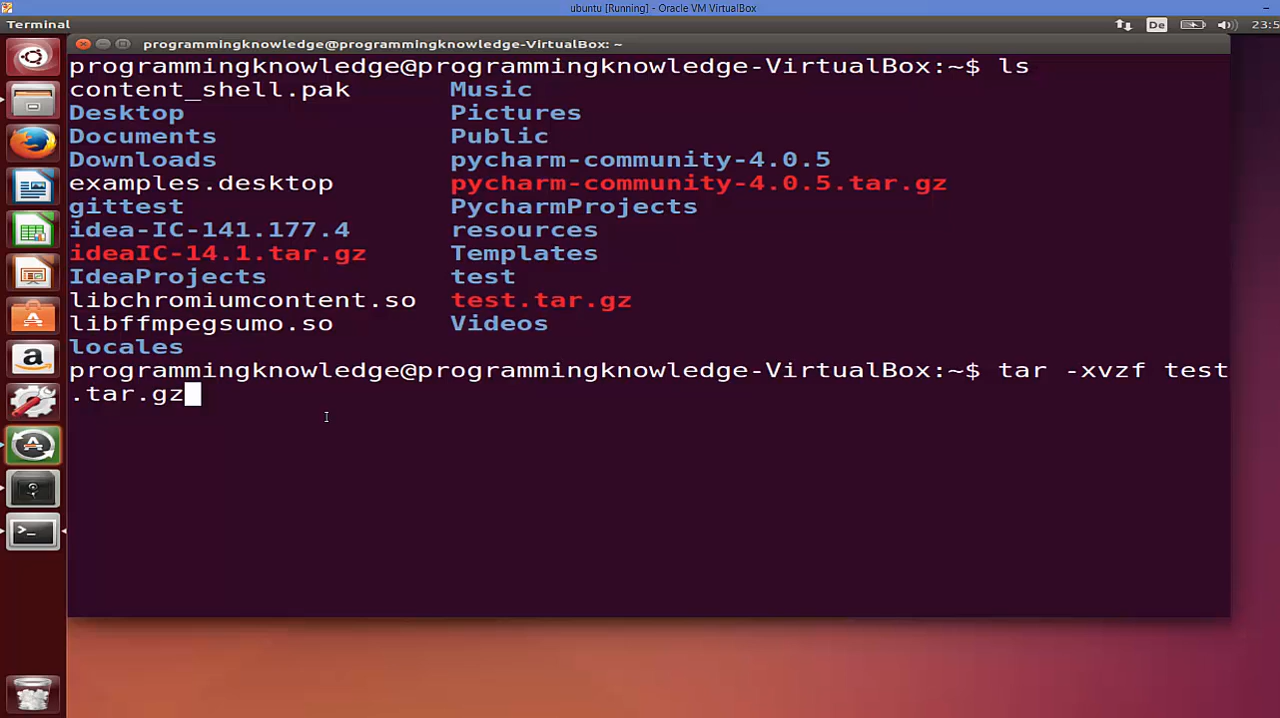 ubuntu [Running] - Oracle VM VirtualBox
Terminal De 23:5
programmingknowledge@programmingknowledge-VirtualBox: ~
programmingknowledge@programmingknowledge-VirtualBox:~$ ls
content_shell.pak Music
Desktop Pictures
Documents Public
Downloads pycharm-community-4.0.5
examples.desktop pycharm-community-4.0.5.tar.gz
gittest PycharmProjects
idea-IC-141.177.4 resources
ideaIC-14.1.tar.gz Templates
IdeaProjects test
libchromiumcontent.so test.tar.gz
libffmpegsumo.so Videos
locales
programmingknowledge@programmingknowledge-VirtualBox:~$ tar -xvzf test
.tar.gz